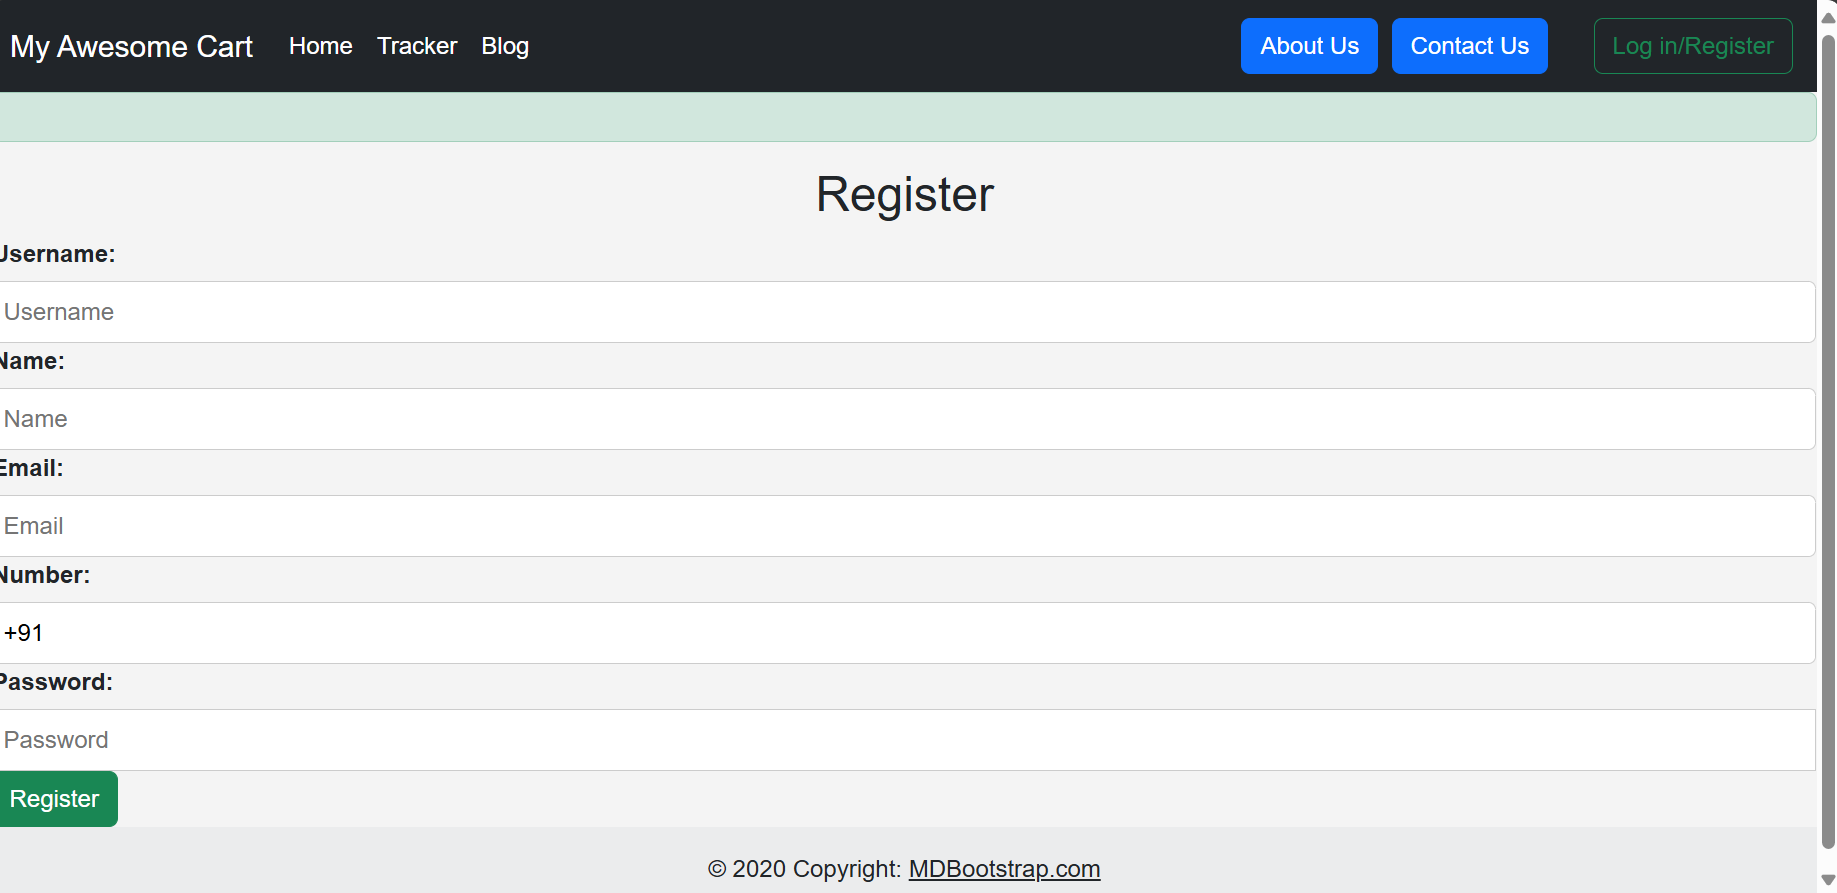 My Awesome Cart Home Tracker Blog About Us Contact Us Log in/Register
Register
Username:
Username
Name:
Name
Email:
Email
Number:
+91
Password:
Password
Register
© 2020 Copyright: MDBootstrap.com